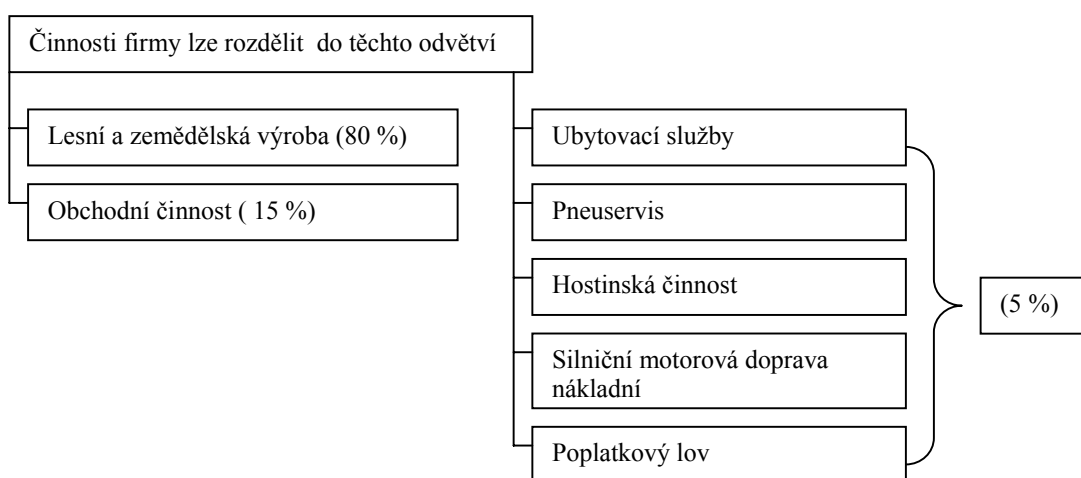 Činnosti firmy lze rozdělit do těchto odvětví
Lesní a zemědělská výroba (80 %)
Obchodní činnost ( 15 %)
Ubytovací služby
Pneuservis
Hostinská činnost
Silniční motorová doprava
nákladní
Poplatkový lov
(5 %)